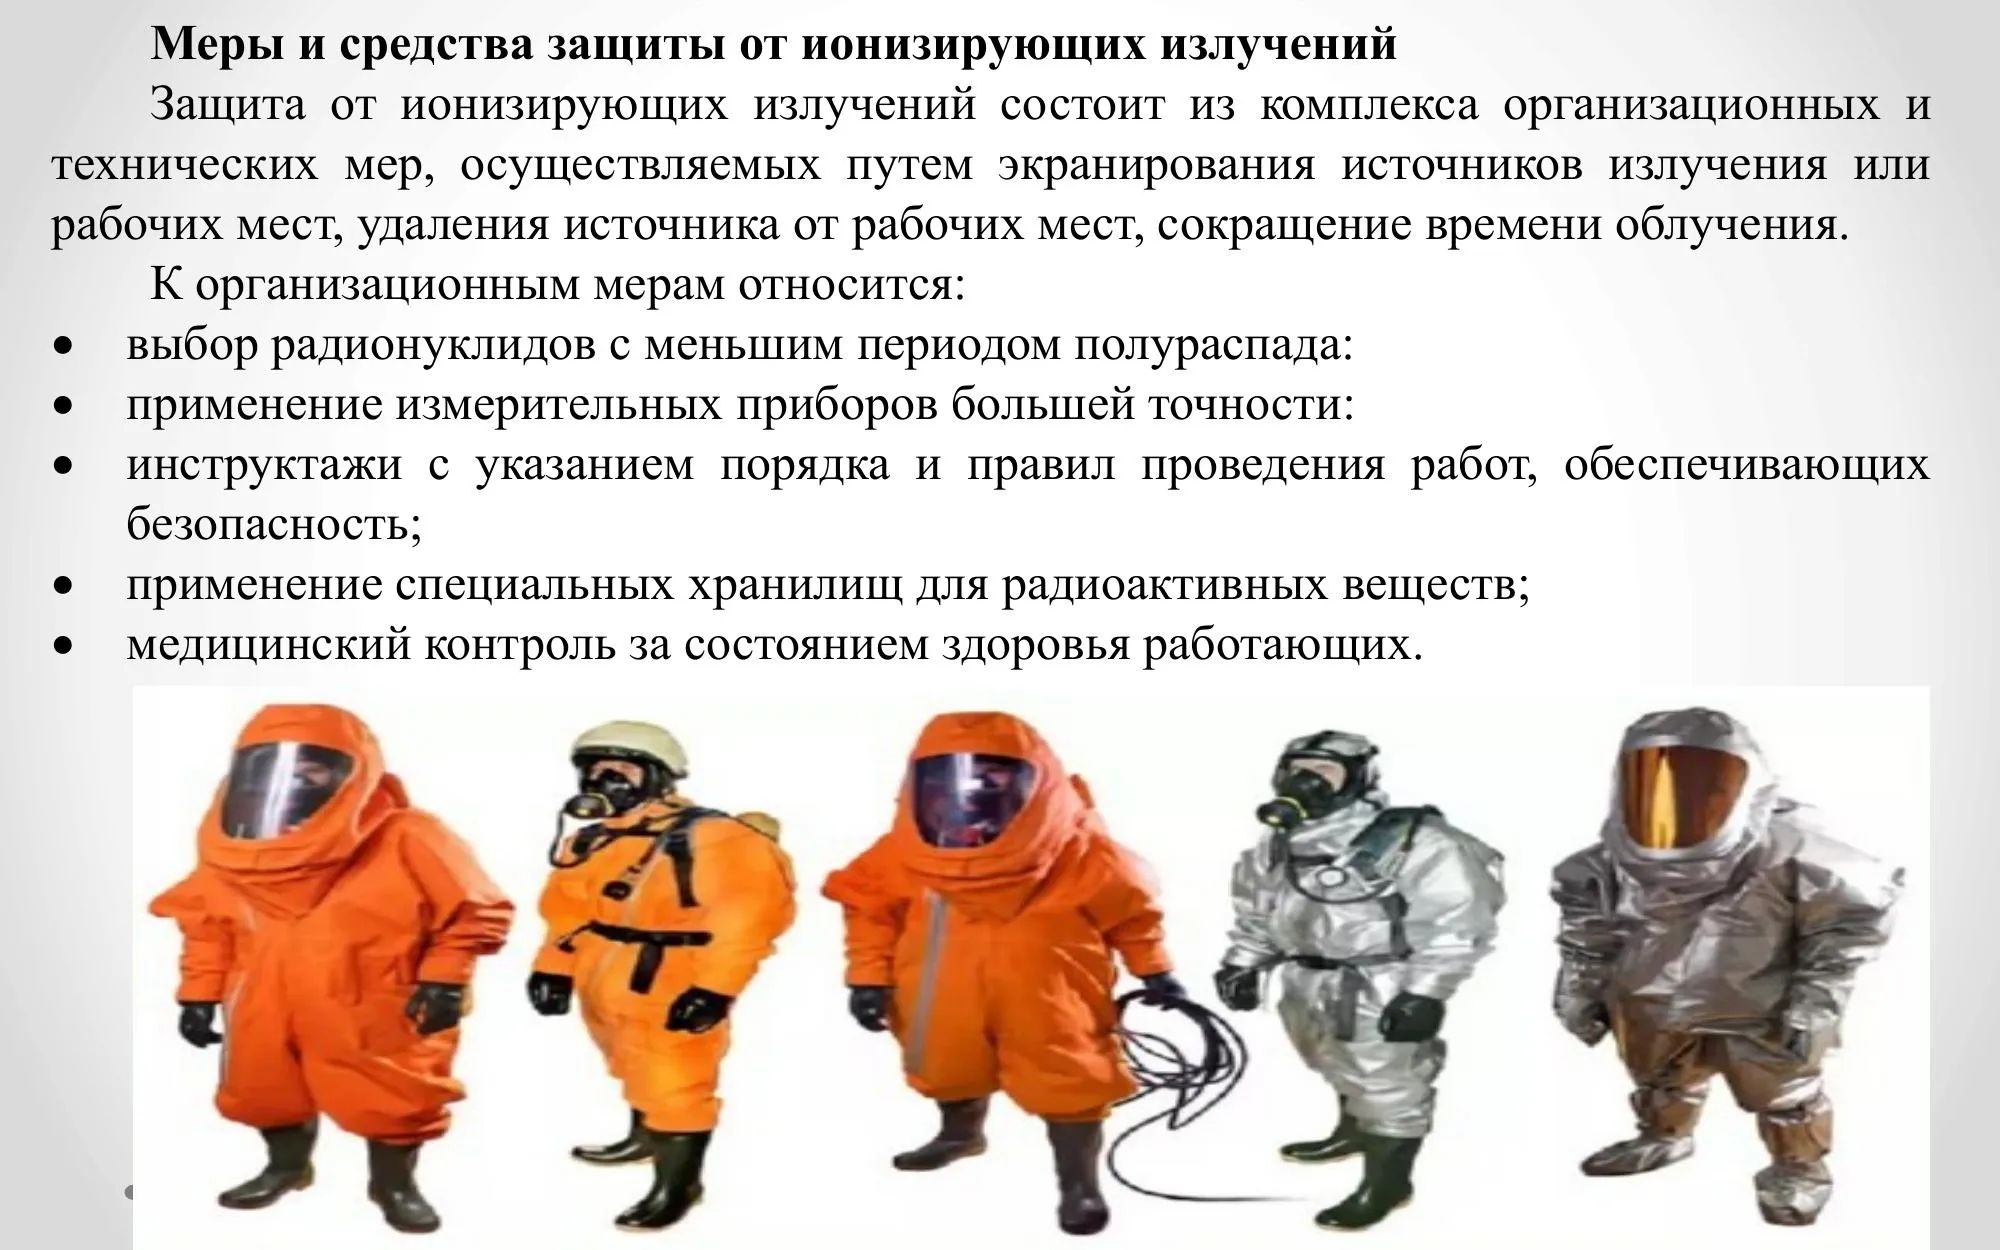 Меры и средства защиты от ионизирующих излучений
Защита от ионизирующих излучений состоит из комплекса организационных и
технических мер, осуществляемых путем экранирования источников излучения или
рабочих мест, удаления источника от рабочих мест, сокращение времени облучения.
К организационным мерам относится:
• выбор радионуклидов с меньшим периодом полураспада:
• применение измерительных приборов большей точности:
• инструктажи с указанием порядка и правил проведения работ, обеспечивающих
безопасность;
• применение специальных хранилищ для радиоактивных веществ;
• медицинский контроль за состоянием здоровья работающих.